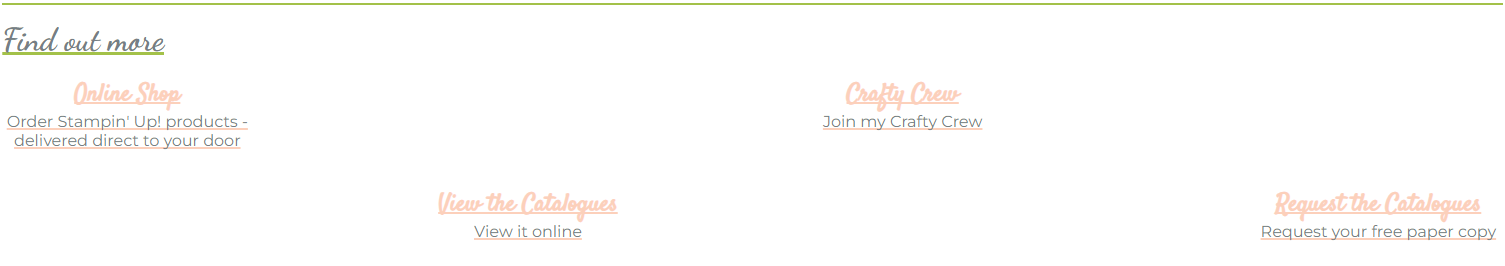 Find out more
Online Shop
Order Stampin' Up! products -
delivered direct to your door
Crafty Crew
Join my Crafty Crew
View the Catalogues
View it online
Request the Catalogues
Request your free paper copy